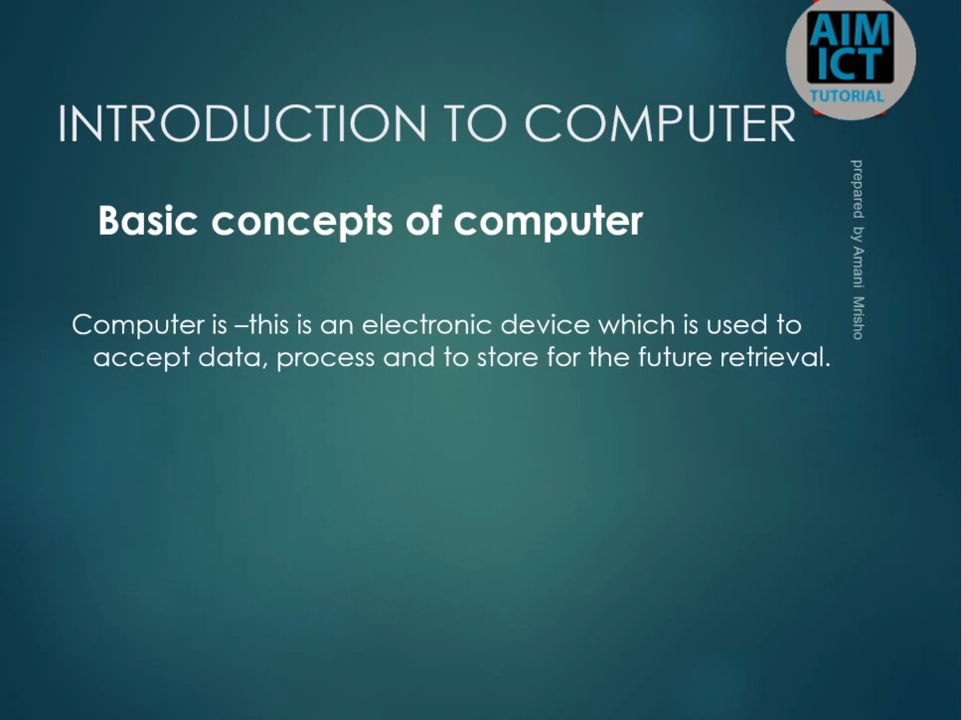 AIM
ICT
TUTORIAL
INTRODUCTION TO COMPUTER
prepared by Amani Mrisho
Basic concepts of computer
Computer is –this is an electronic device which is used to
accept data, process and to store for the future retrieval.